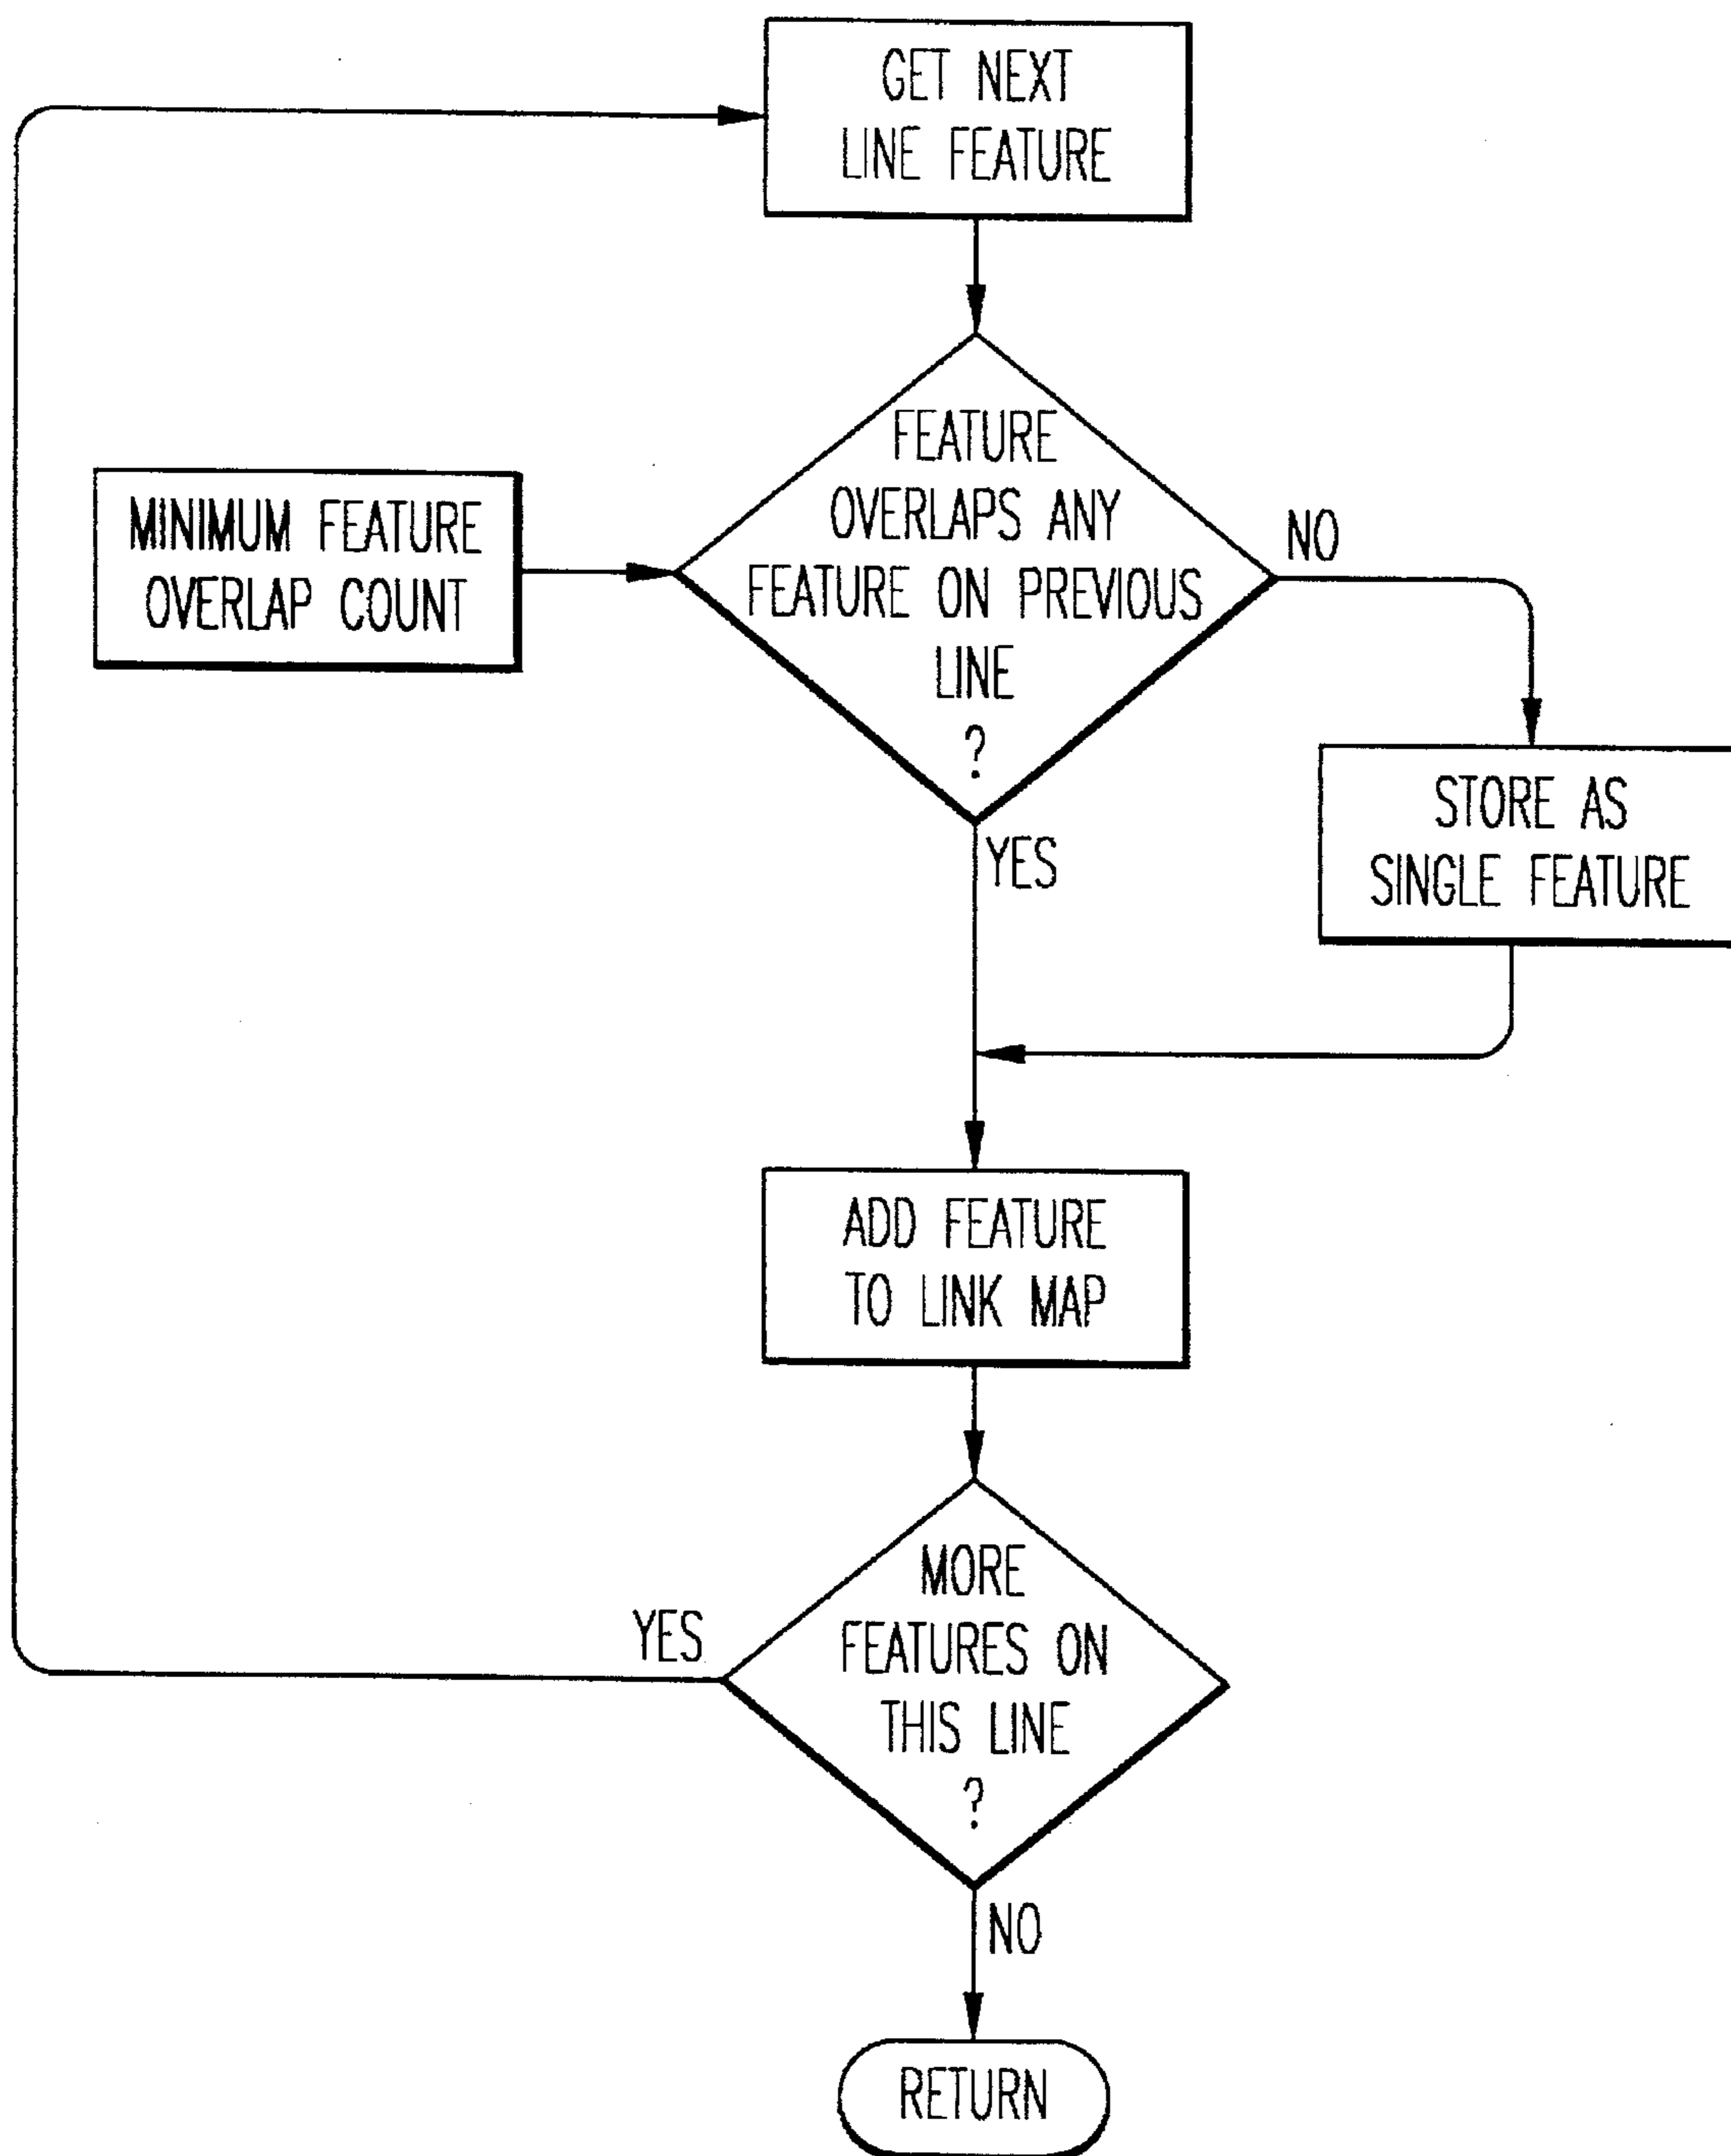 GET NEXT
LINE FEATURE
FEATURE
OVERLAPS ANY
FEATURE ON PREVIOUS
LINE
?
MINIMUM FEATURE
OVERLAP COUNT
NO
STORE AS
SINGLE FEATURE
YES
ADD FEATURE
TO LINK MAP
MORE
FEATURES ON
THIS LINE
?
YES
NO
RETURN